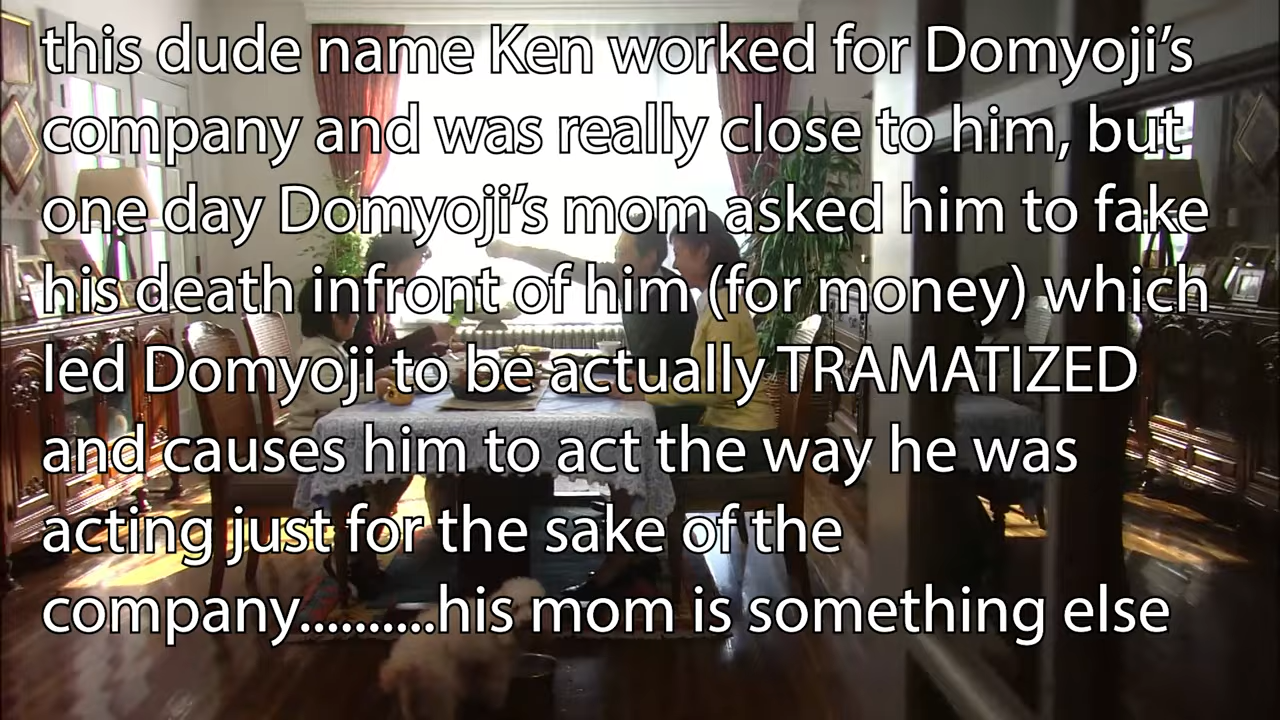 this dude name Ken worked for Domyoji’s
company and was really close to him, but
one day Domyoji’s mom asked him to fake
his death infront of him (for money) which
led Domyoji to be actually TRAMATIZED
and causes him to act the way he was
acting just for the sake of the
company..........his mom is something else